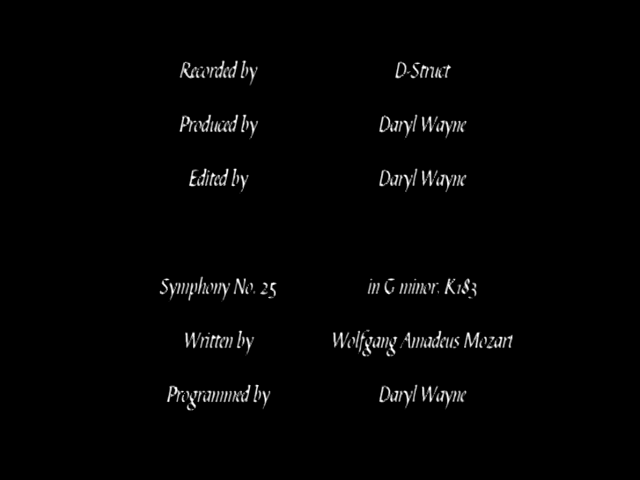 Recorded by D-Struct
Produced by Daryl Wayne
Edited by Daryl Wayne
Symphony No. 25 in G minor, K183
Written by Wolfgang Amadeus Mozart
Programmed by Daryl Wayne